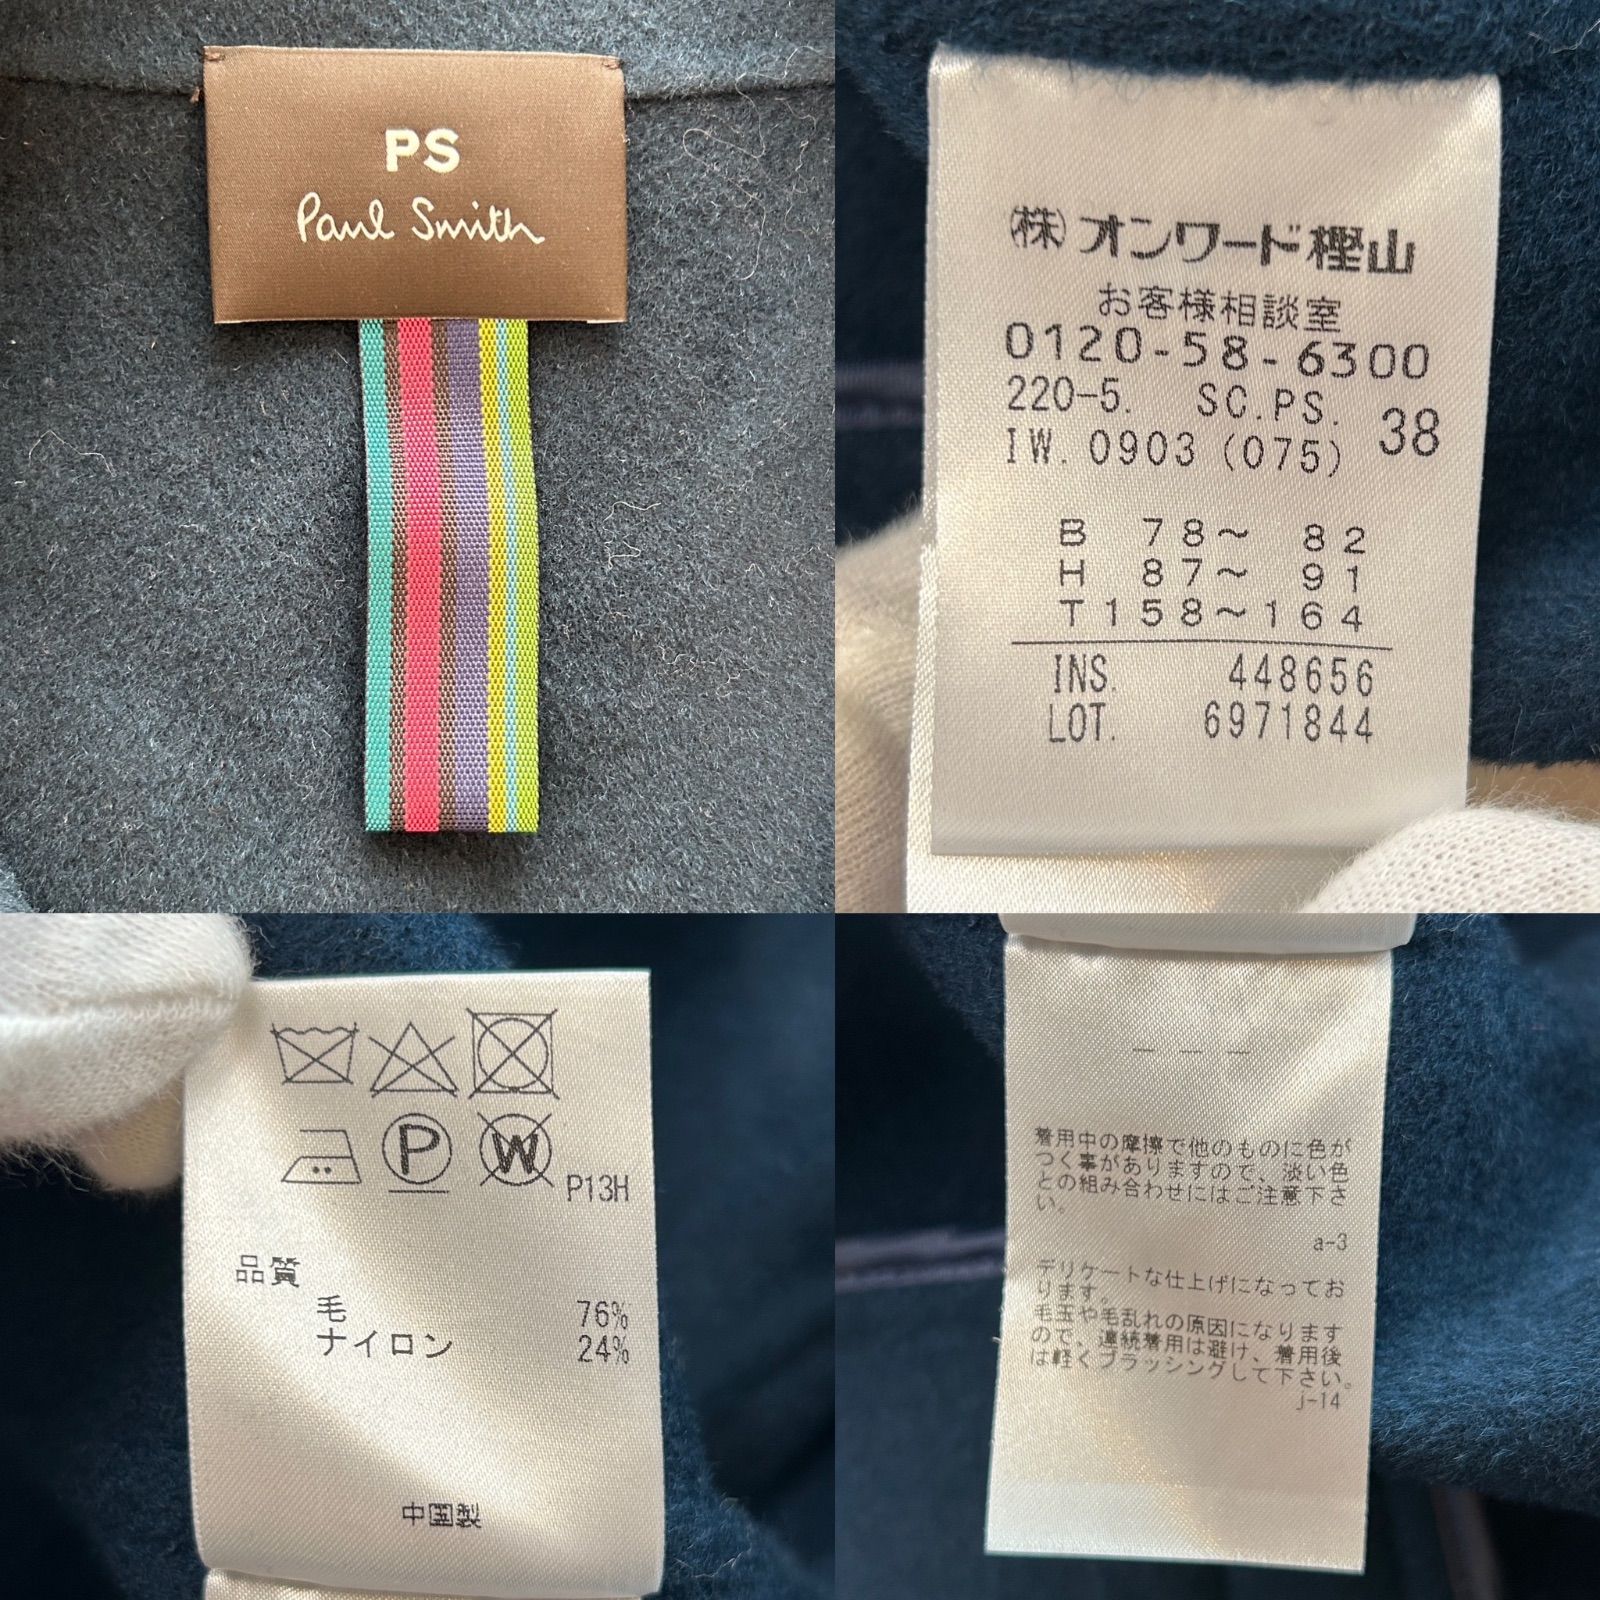 PS
Paul Smith
㈱オンワード樫山
お客様相談室
0120-58-6300
220-5. SC.PS. 38
IW. 0903 (075)
B 78～ 82
H 87～ 91
T158～164
INS. 448656
LOT. 6971844
P
W
P13H
品質
毛 76%
ナイロン 24%
中国製
－－－
着用中の摩擦で他のものに色が
つく事がありますので、淡い色
との組み合わせにはご注意下さ
い。
a-3
デリケートな仕上げになってお
ります。
毛玉や毛乱れの原因になります
ので、連続着用は避け、着用後
は軽くブラッシングして下さい。
j-14